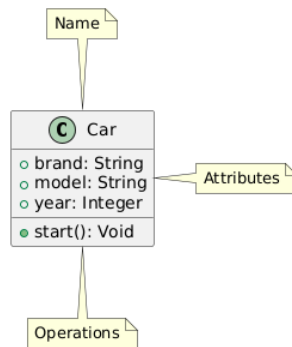 Name
C Car
brand: String
model: String
year: Integer
Attributes
start(): Void
Operations